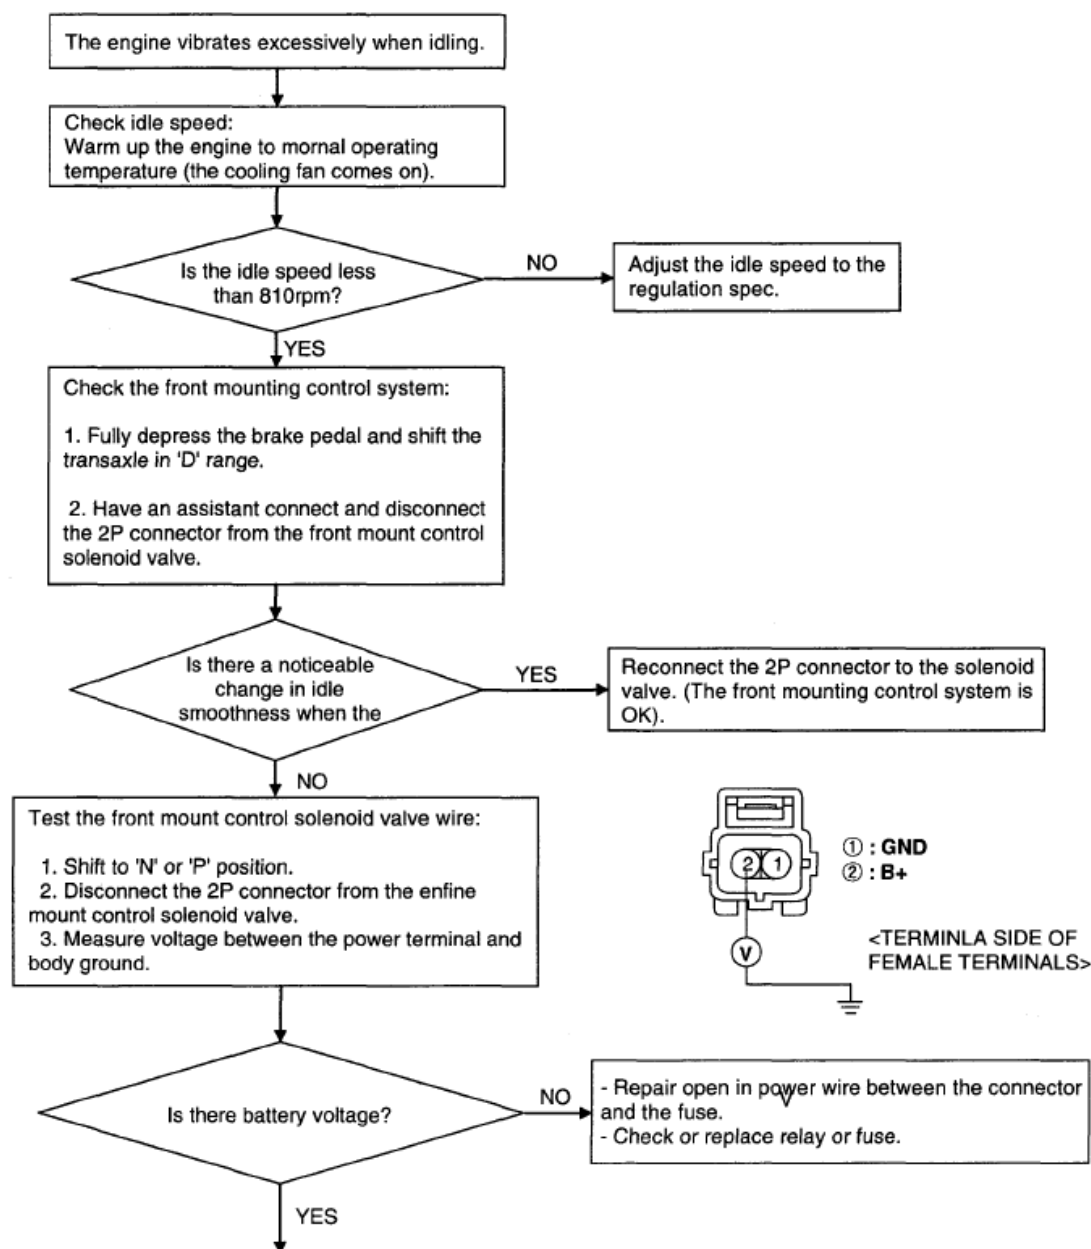 The engine vibrates excessively when idling.
Check idle speed:
Warm up the engine to mornal operating
temperature (the cooling fan comes on).
Is the idle speed less
than 810rpm?
NO
Adjust the idle speed to the
regulation spec.
YES
Check the front mounting control system:
1. Fully depress the brake pedal and shift the
transaxle in 'D' range.
2. Have an assistant connect and disconnect
the 2P connector from the front mount control
solenoid valve.
Is there a noticeable
change in idle
smoothness when the
YES
Reconnect the 2P connector to the solenoid
valve. (The front mounting control system is
OK).
NO
Test the front mount control solenoid valve wire:
1. Shift to 'N' or 'P' position.
2. Disconnect the 2P connector from the enfine
mount control solenoid valve.
3. Measure voltage between the power terminal and
body ground.
2 1
① : GND
② : B+
V
<TERMINLA SIDE OF
FEMALE TERMINALS>
Is there battery voltage?
NO
- Repair open in power wire between the connector
and the fuse.
- Check or replace relay or fuse.
YES